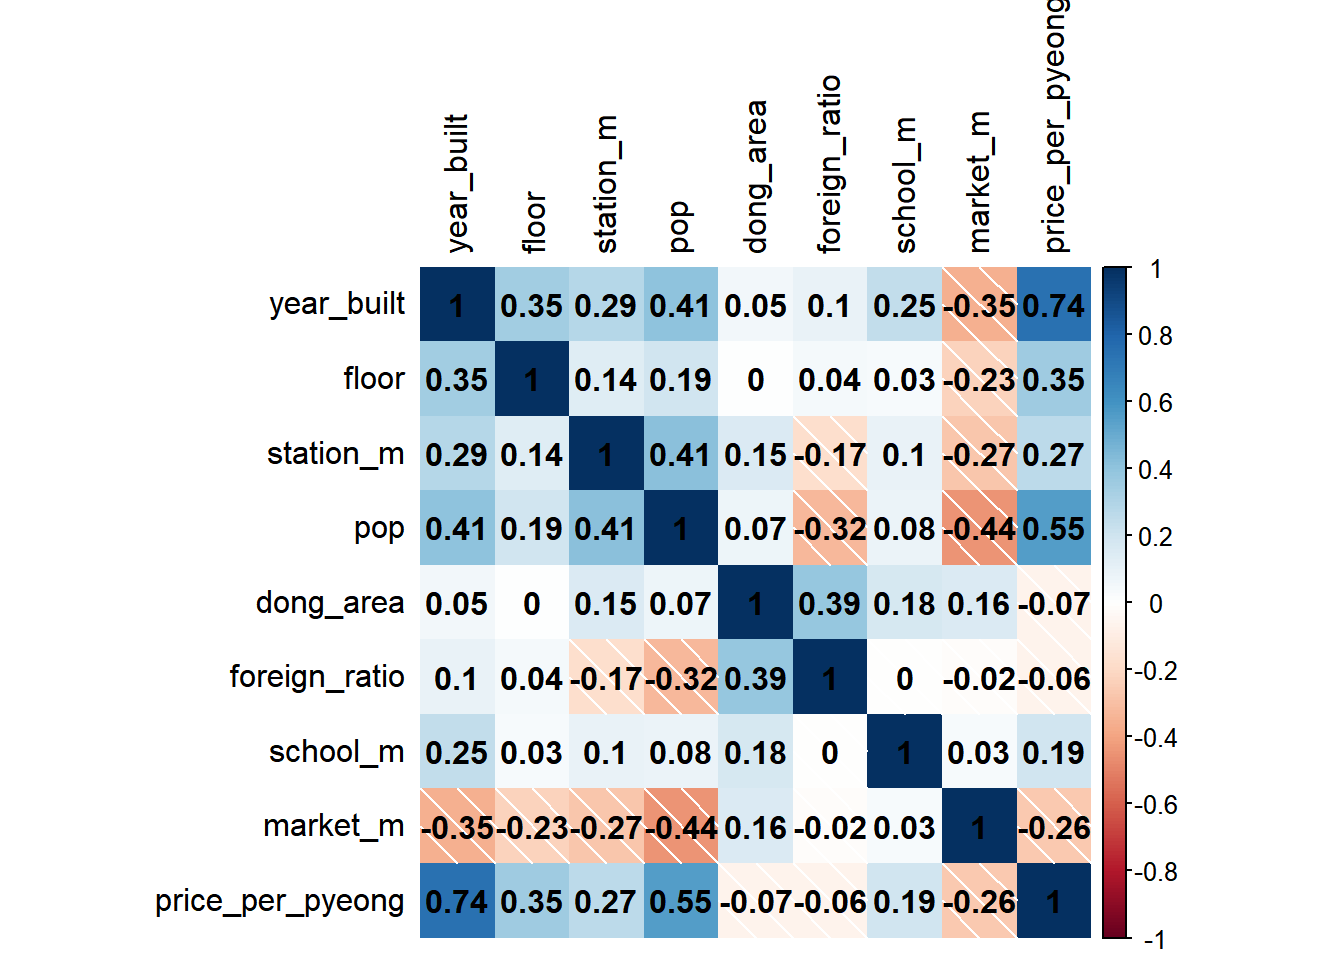 year_built floor station_m pop dong_area foreign_ratio school_m market_m price_per_pyeong
year_built 1 0.35 0.29 0.41 0.05 0.1 0.25 -0.35 0.74
floor 0.35 1 0.14 0.19 0 0.04 0.03 -0.23 0.35
station_m 0.29 0.14 1 0.41 0.15 -0.17 0.1 -0.27 0.27
pop 0.41 0.19 0.41 1 0.07 -0.32 0.08 -0.44 0.55
dong_area 0.05 0 0.15 0.07 1 0.39 0.18 0.16 -0.07
foreign_ratio 0.1 0.04 -0.17 -0.32 0.39 1 0 -0.02 -0.06
school_m 0.25 0.03 0.1 0.08 0.18 0 1 0.03 0.19
market_m -0.35 -0.23 -0.27 -0.44 0.16 -0.02 0.03 1 -0.26
price_per_pyeong 0.74 0.35 0.27 0.55 -0.07 -0.06 0.19 -0.26 1
1
0.8
0.6
0.4
0.2
0
-0.2
-0.4
-0.6
-0.8
-1